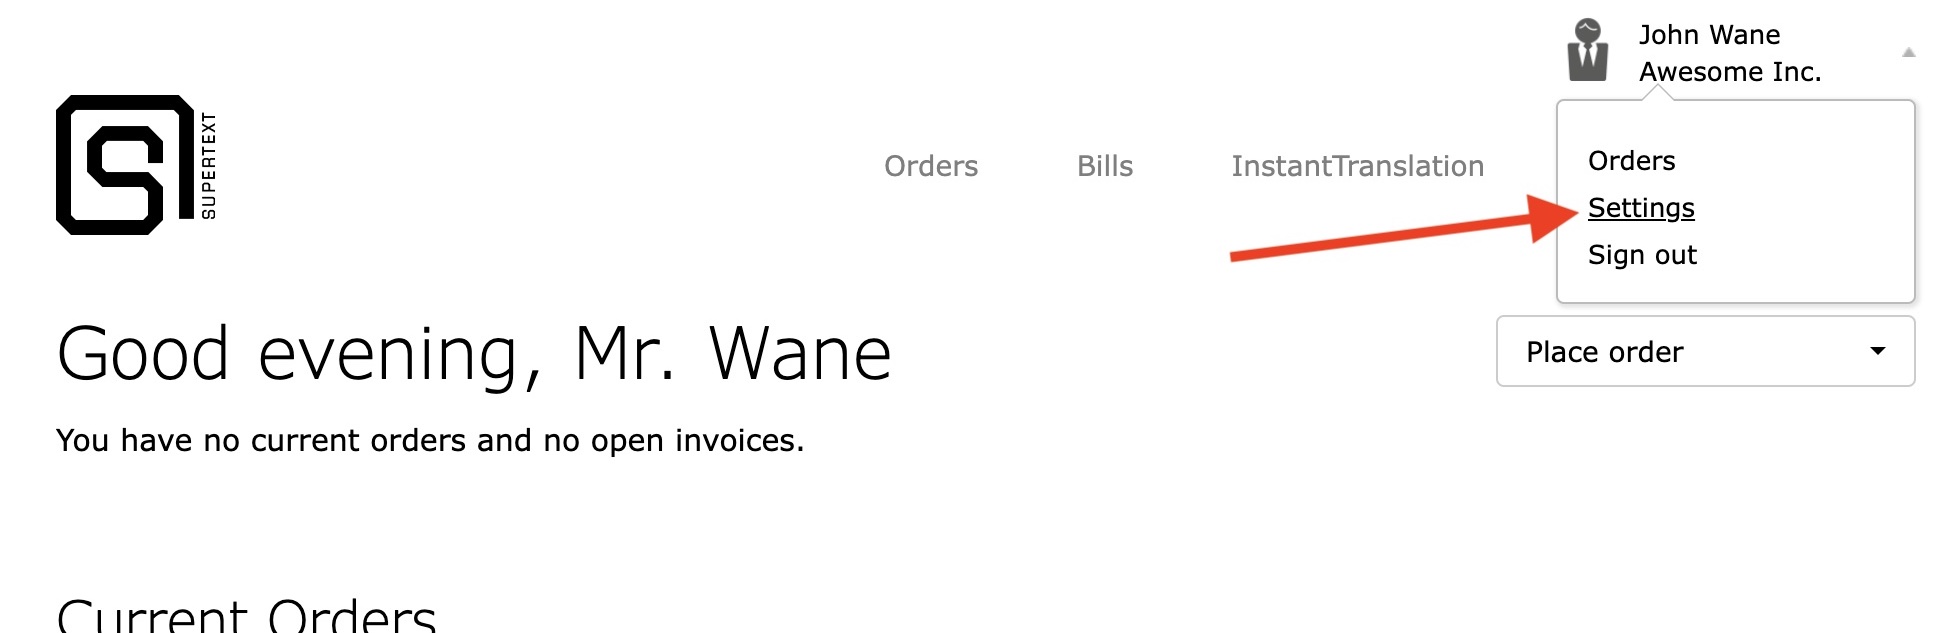 John Wane
Awesome Inc.
SUPERTEXT
Orders
Bills
InstantTranslation
Orders
Settings
Sign out
Good evening, Mr. Wane
Place order
You have no current orders and no open invoices.
Current Orders